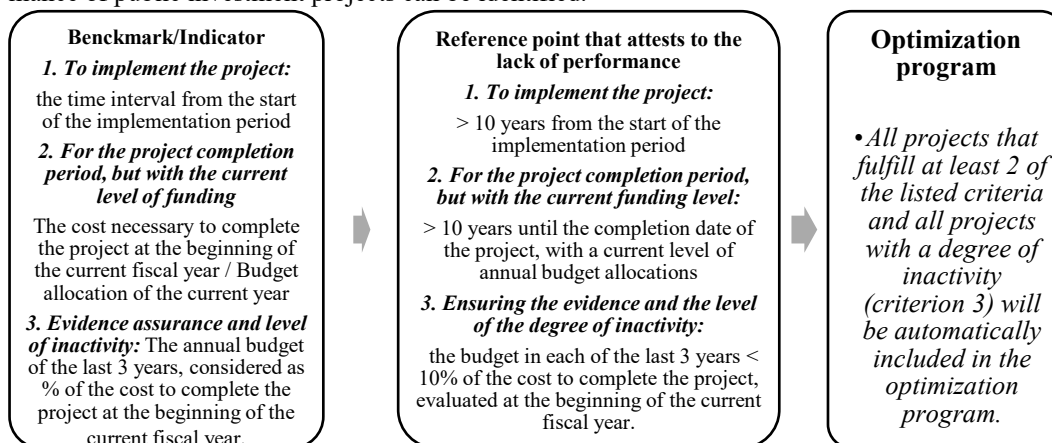 mance of public investment projects can be identified.
Benckmark/Indicator
1. To implement the project:
the time interval from the start
of the implementation period
2. For the project completion
period, but with the current
level of funding
The cost necessary to complete
the project at the beginning of
the current fiscal year / Budget
allocation of the current year
3. Evidence assurance and level
of inactivity: The annual budget
of the last 3 years, considered as
% of the cost to complete the
project at the beginning of the
current fiscal year.
Reference point that attests to the
lack of performance
1. To implement the project:
> 10 years from the start of the
implementation period
2. For the project completion period,
but with the current funding level:
> 10 years until the completion date of
the project, with a current level of
annual budget allocations
3. Ensuring the evidence and the level
of the degree of inactivity:
the budget in each of the last 3 years <
10% of the cost to complete the project,
evaluated at the beginning of the current
fiscal year.
Optimization
program
•All projects that
fulfill at least 2 of
the listed criteria
and all projects
with a degree of
inactivity
(criterion 3) will
be automatically
included in the
optimization
program.